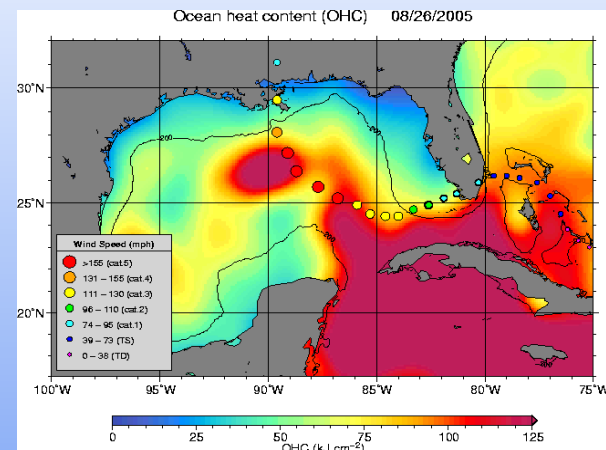 Ocean heat content (OHC) 08/26/2005
30°N
25°N
20°N
200
Wind Speed (mph)
>155 (cat.5)
131 – 155 (cat.4)
111 – 130 (cat.3)
96 – 110 (cat.2)
74 – 95 (cat.1)
39 – 73 (TS)
0 – 38 (TD)
100°W 95°W 90°W 85°W 80°W 75°W
0 25 50 75 100 125
OHC (kJ cm⁻²)